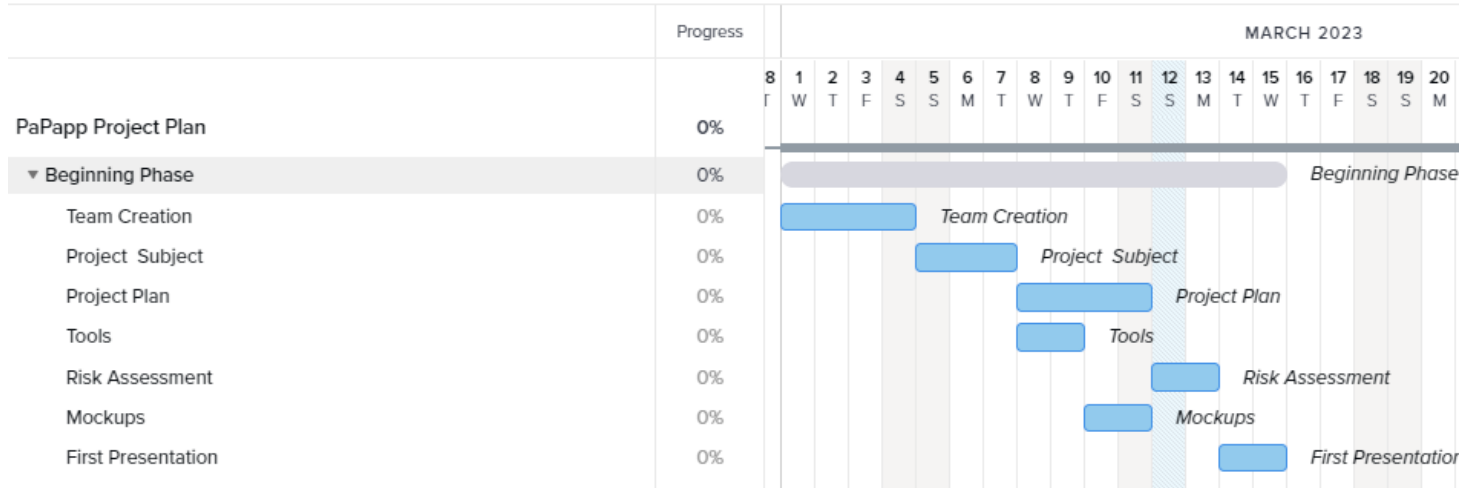 Progress
MARCH 2023
8 1 2 3 4 5 6 7 8 9 10 11 12 13 14 15 16 17 18 19 20
T W T F S S M T W T F S S M T W T F S S M
PaPapp Project Plan 0%
Beginning Phase 0% Beginning Phase
Team Creation 0% Team Creation
Project Subject 0% Project Subject
Project Plan 0% Project Plan
Tools 0% Tools
Risk Assessment 0% Risk Assessment
Mockups 0% Mockups
First Presentation 0% First Presentation